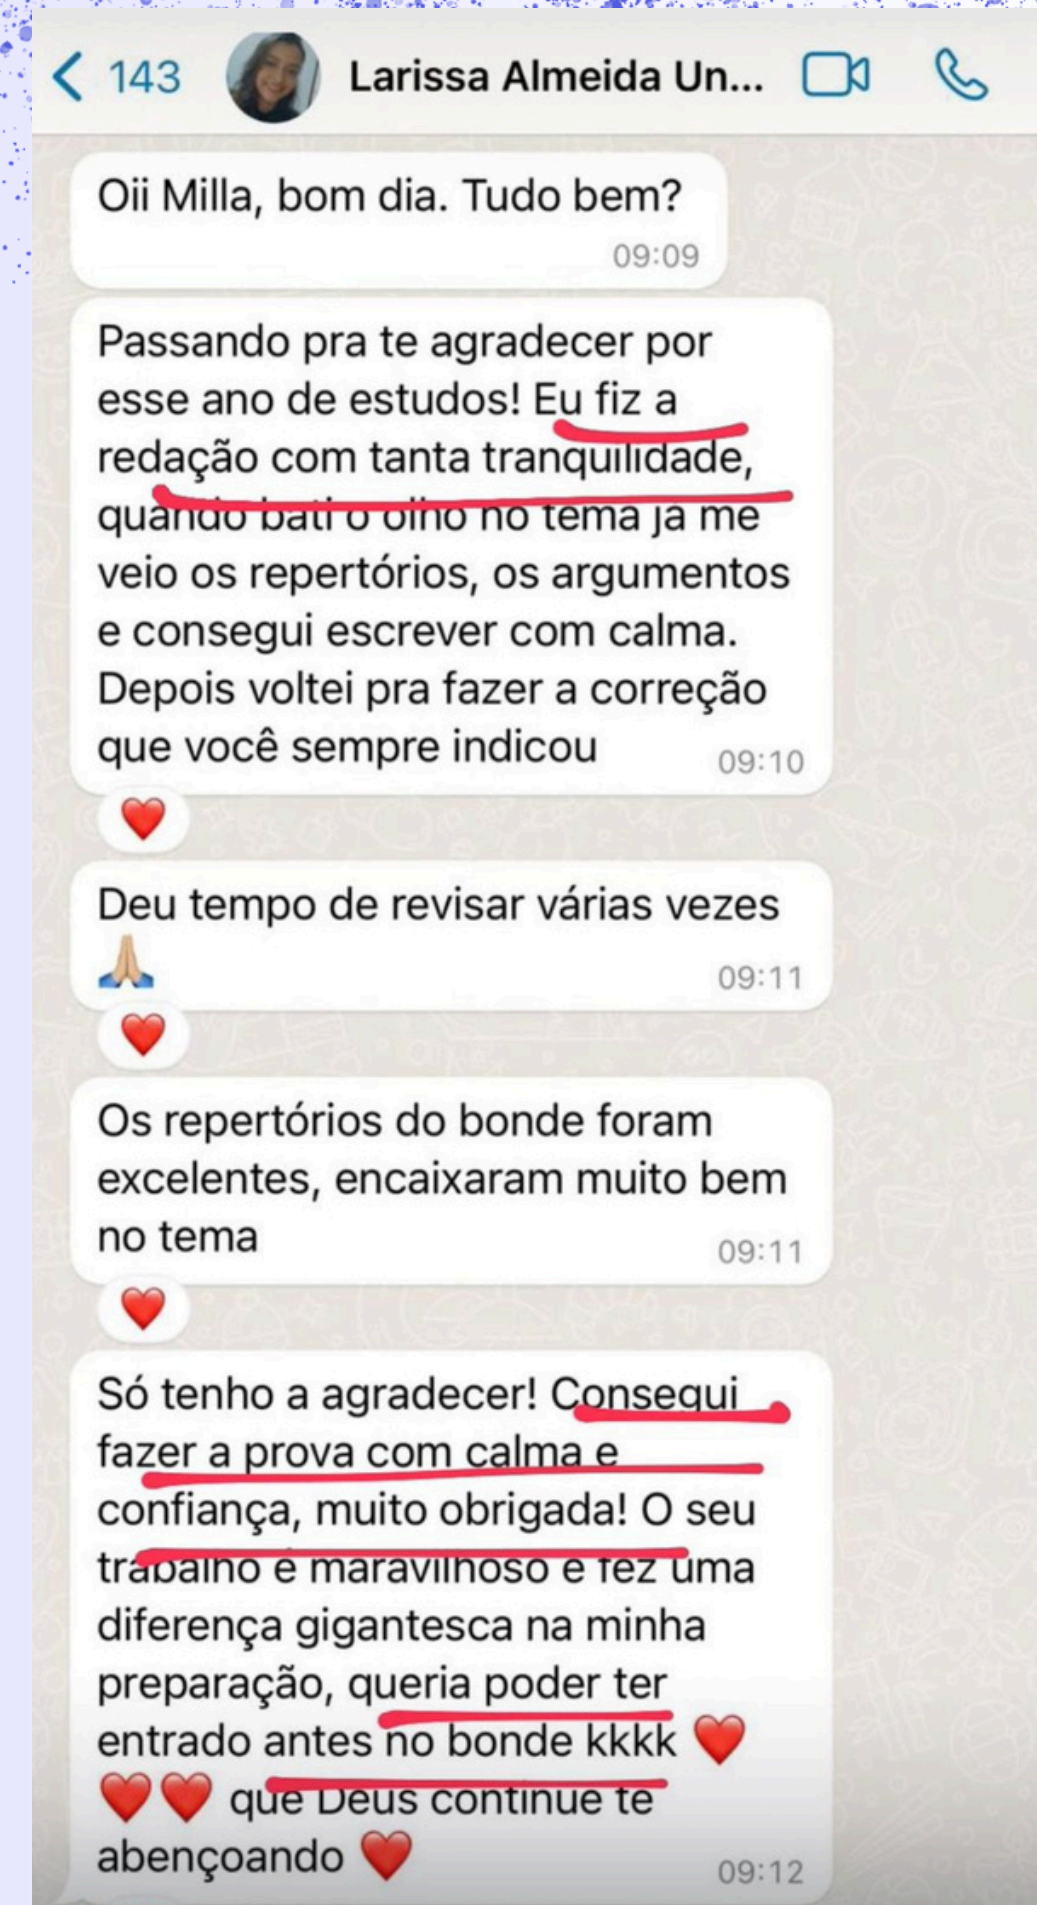 143 Larissa Almeida Un...
Oii Milla, bom dia. Tudo bem?
09:09
Passando pra te agradecer por
esse ano de estudos! Eu fiz a
redação com tanta tranquilidade,
quando bati o olho no tema já me
veio os repertórios, os argumentos
e consegui escrever com calma.
Depois voltei pra fazer a correção
que você sempre indicou 09:10
❤️
Deu tempo de revisar várias vezes
🙏🏼 09:11
❤️
Os repertórios do bonde foram
excelentes, encaixaram muito bem
no tema 09:11
❤️
Só tenho a agradecer! Consegui
fazer a prova com calma e
confiança, muito obrigada! O seu
trabalho é maravilhoso e fez uma
diferença gigantesca na minha
preparação, queria poder ter
entrado antes no bonde kkkk ❤️
❤️❤️ que Deus continue te
abençoando ❤️ 09:12